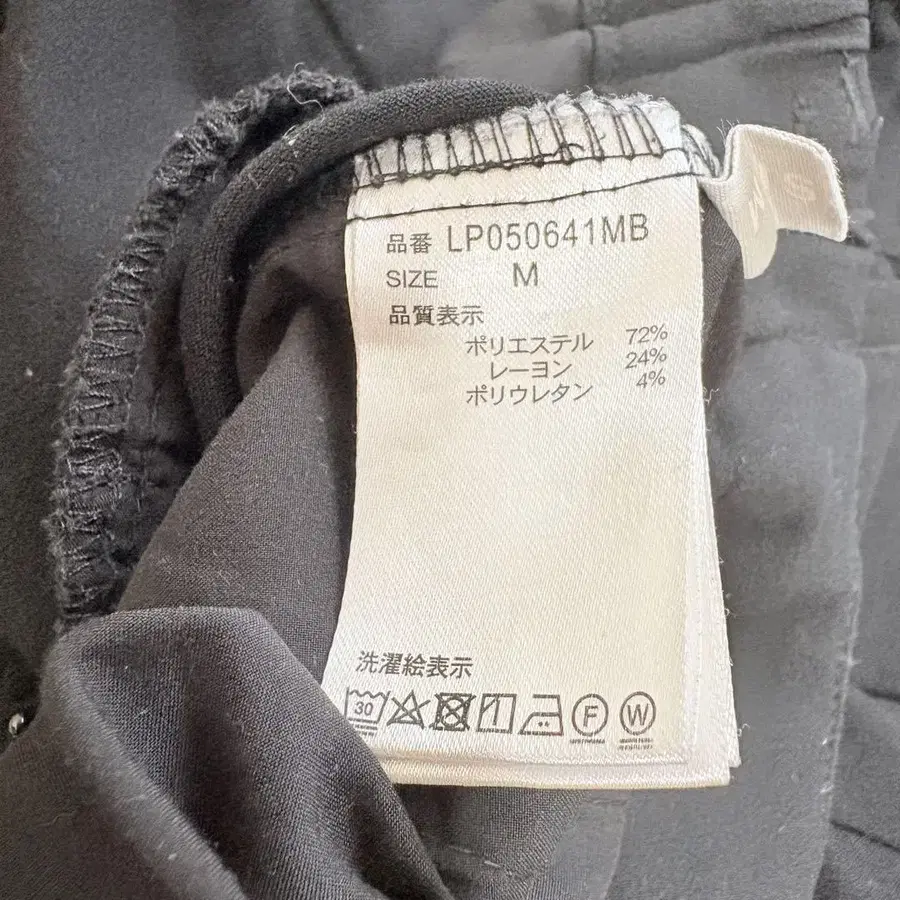 品番 LP050641MB
SIZE M
品質表示
ポリエステル 72%
レーヨン 24%
ポリウレタン 4%
洗濯絵表示
30 F W